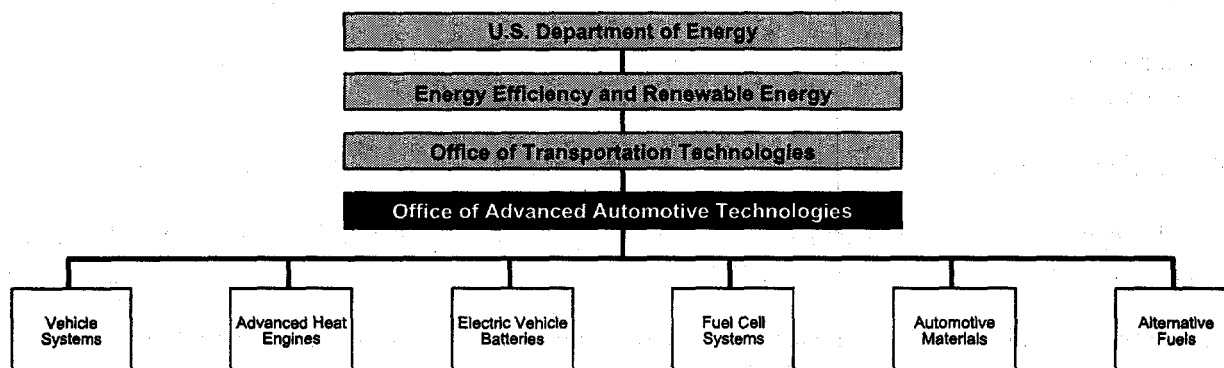 U.S. Department of Energy
Energy Efficiency and Renewable Energy
Office of Transportation Technologies
Office of Advanced Automotive Technologies
Vehicle
Systems
Advanced Heat
Engines
Electric Vehicle
Batteries
Fuel Cell
Systems
Automotive
Materials
Alternative
Fuels